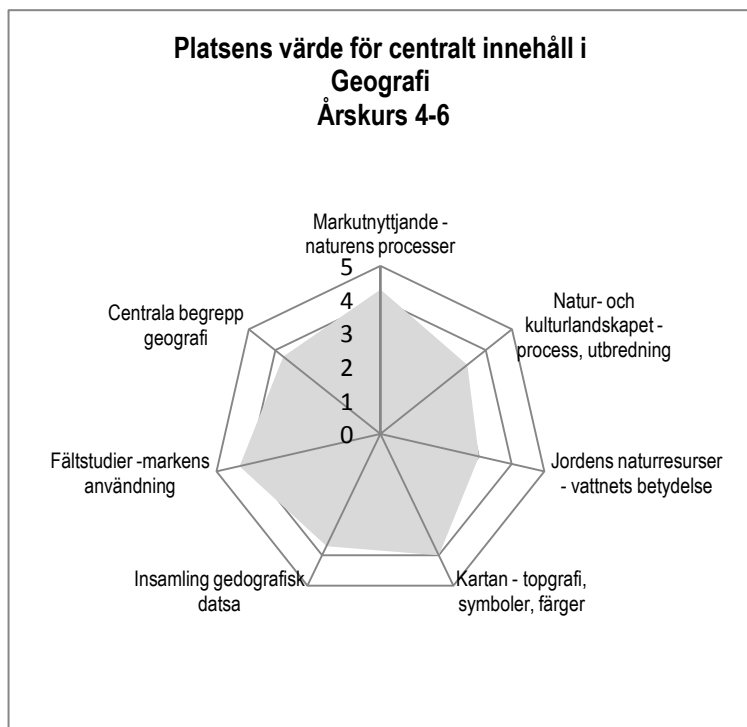 Platsens värde för centralt innehåll i
Geografi
Årskurs 4-6
Markutnyttjande -
naturens processer
Natur- och
kulturlandskapet -
process, utbredning
Jordens naturresurser
- vattnets betydelse
Kartan - topgrafi,
symboler, färger
Insamling gedografisk
datsa
Fältstudier -markens
användning
Centrala begrepp
geografi
5
4
3
2
1
0